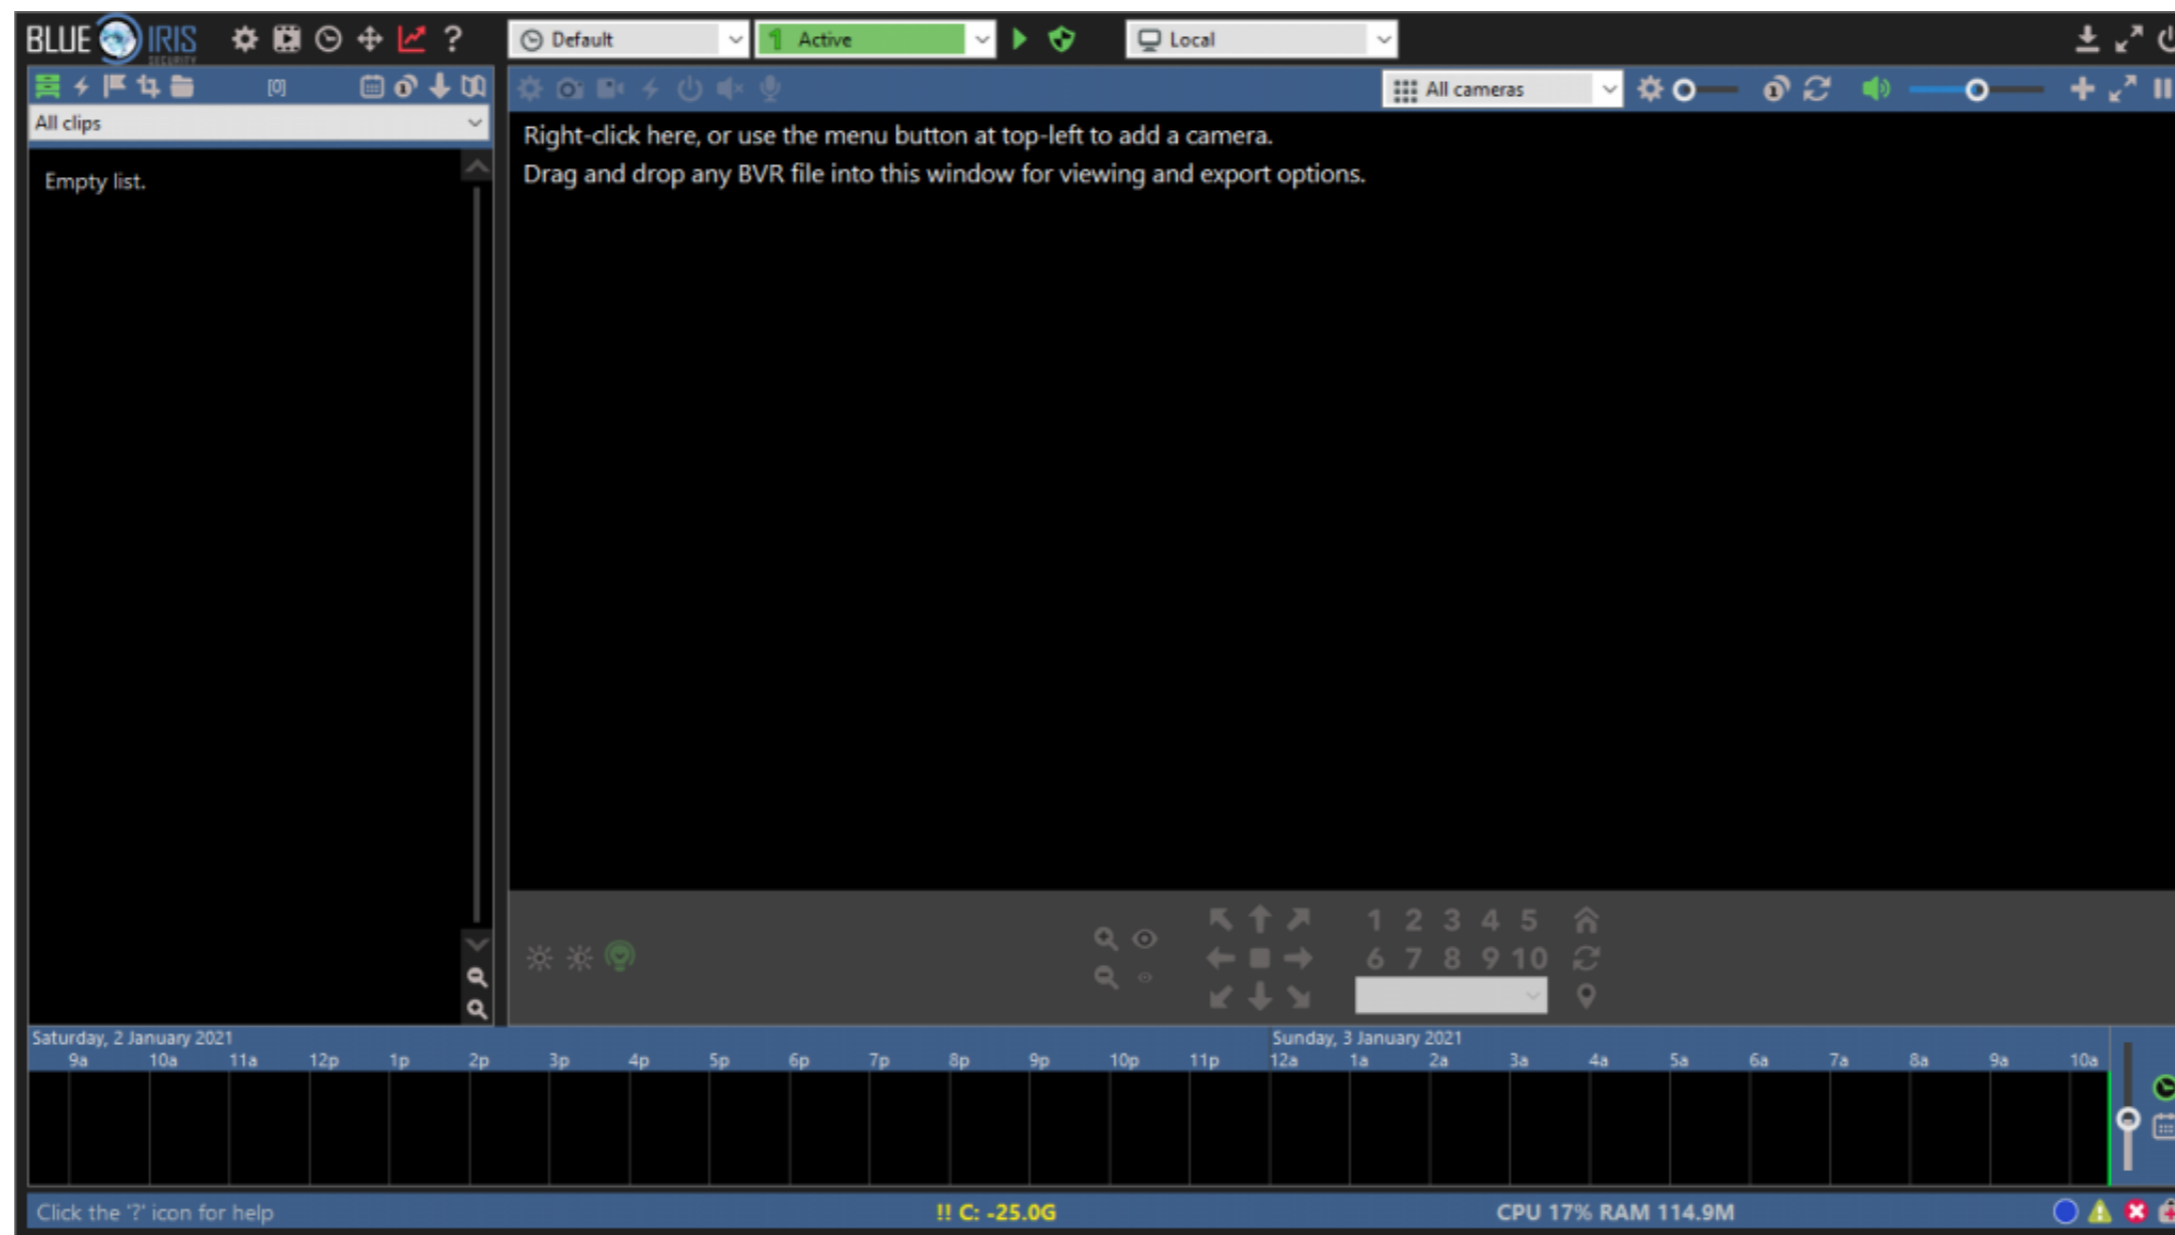 BLUE IRIS
SECURITY
?
Default
1 Active
Local
[0]
All cameras
All clips
Right-click here, or use the menu button at top-left to add a camera.
Drag and drop any BVR file into this window for viewing and export options.
Empty list.
1 2 3 4 5
6 7 8 9 10
Saturday, 2 January 2021
Sunday, 3 January 2021
9a 10a 11a 12p 1p 2p 3p 4p 5p 6p 7p 8p 9p 10p 11p 12a 1a 2a 3a 4a 5a 6a 7a 8a 9a 10a
Click the '?' icon for help
!! C: -25.0G
CPU 17% RAM 114.9M